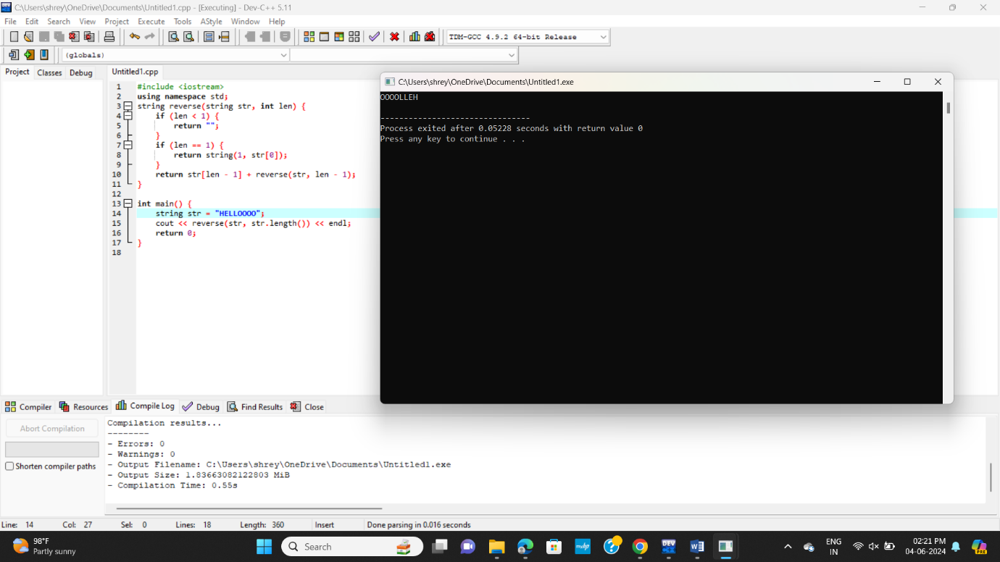 C:\Users\shrey\OneDrive\Documents\Untitled1.cpp - [Executing] - Dev-C++ 5.11
File Edit Search View Project Execute Tools AStyle Window Help
TDM-GCC 4.9.2 64-bit Release
(globals)
Project Classes Debug
Untitled1.cpp
1 #include <iostream>
2 using namespace std;
3 string reverse(string str, int len) {
4 if (len < 1) {
5 return "";
6 }
7 if (len == 1) {
8 return string(1, str[0]);
9 }
10 return str[len - 1] + reverse(str, len - 1);
11 }
12
13 int main() {
14 string str = "HELLOOOO";
15 cout << reverse(str, str.length()) << endl;
16 return 0;
17 }
18
C:\Users\shrey\OneDrive\Documents\Untitled1.exe
OOOOLLEH
--------------------------------
Process exited after 0.05228 seconds with return value 0
Press any key to continue . . .
Compiler Resources Compile Log Debug Find Results Close
Abort Compilation
Shorten compiler paths
Compilation results...
--------
- Errors: 0
- Warnings: 0
- Output Filename: C:\Users\shrey\OneDrive\Documents\Untitled1.exe
- Output Size: 1.83663082122803 MiB
- Compilation Time: 0.55s
Line: 14 Col: 27 Sel: 0 Lines: 18 Length: 360 Insert Done parsing in 0.016 seconds
98°F
Partly sunny
Search
mvhp
DEV
ENG
IN
02:21 PM
04-06-2024
PRE